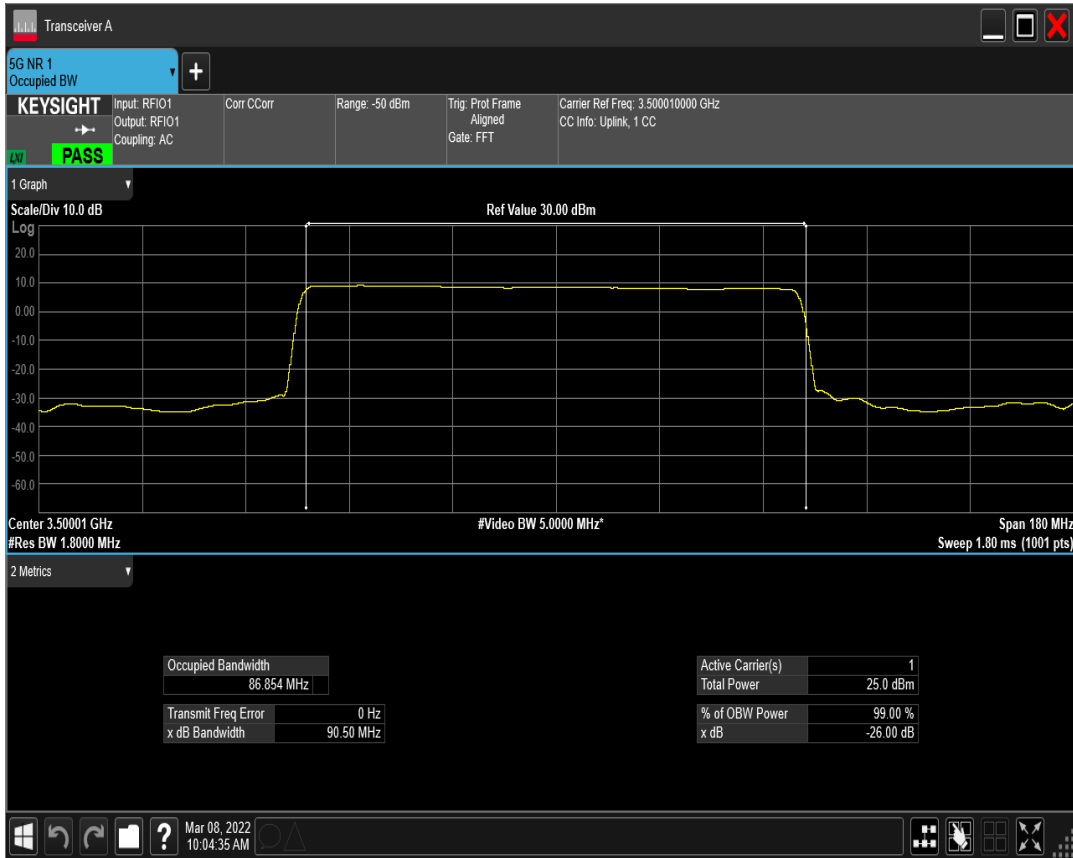 Transceiver A
5G NR 1
Occupied BW
+
KEYSIGHT
LXI
PASS
Input: RFIO1
Output: RFIO1
Coupling: AC
Corr CCorr
Range: -50 dBm
Trig: Prot Frame
Aligned
Gate: FFT
Carrier Ref Freq: 3.500010000 GHz
CC Info: Uplink, 1 CC
1 Graph
Scale/Div 10.0 dB
Ref Value 30.00 dBm
Log
20.0
10.0
0.00
-10.0
-20.0
-30.0
-40.0
-50.0
-60.0
Center 3.50001 GHz
#Video BW 5.0000 MHz*
Span 180 MHz
#Res BW 1.8000 MHz
Sweep 1.80 ms (1001 pts)
2 Metrics
Occupied Bandwidth
86.854 MHz
Transmit Freq Error 0 Hz
x dB Bandwidth 90.50 MHz
Active Carrier(s) 1
Total Power 25.0 dBm
% of OBW Power 99.00 %
x dB -26.00 dB
?
Mar 08, 2022
10:04:35 AM